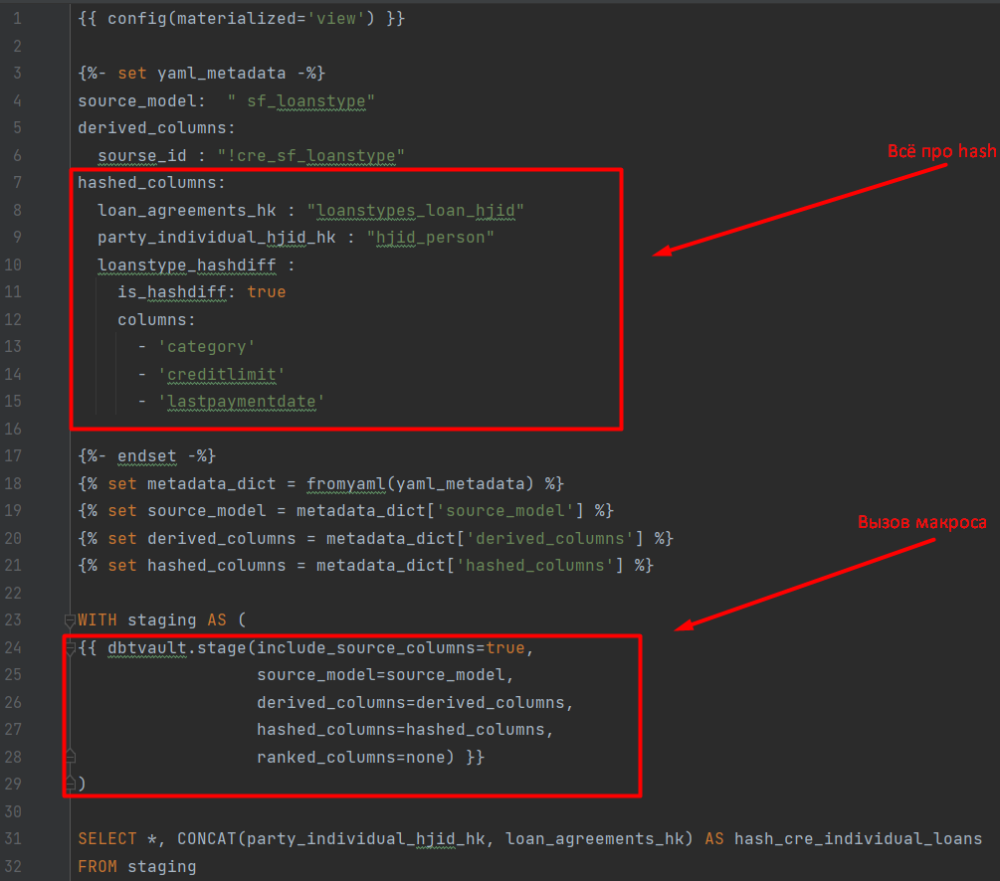 1 {{ config(materialized='view') }}
2
3 {%- set yaml_metadata -%}
4 source_model:  " sf_loanstype"
5 derived_columns:
6   sourse_id : "!cre_sf_loanstype"
Всё про hash
7 hashed_columns:
8   loan_agreements_hk : "loanstypes_loan_hjid"
9   party_individual_hjid_hk : "hjid_person"
10   loanstype_hashdiff :
11     is_hashdiff: true
12     columns:
13       - 'category'
14       - 'creditlimit'
15       - 'lastpaymentdate'
16
17 {%- endset -%}
18 {% set metadata_dict = fromyaml(yaml_metadata) %}
19 {% set source_model = metadata_dict['source_model'] %}
Вызов макроса
20 {% set derived_columns = metadata_dict['derived_columns'] %}
21 {% set hashed_columns = metadata_dict['hashed_columns'] %}
22
23 WITH staging AS (
24 {{ dbtvault.stage(include_source_columns=true,
25                   source_model=source_model,
26                   derived_columns=derived_columns,
27                   hashed_columns=hashed_columns,
28                   ranked_columns=none) }}
29 )
30
31 SELECT *, CONCAT(party_individual_hjid_hk, loan_agreements_hk) AS hash_cre_individual_loans
32 FROM staging